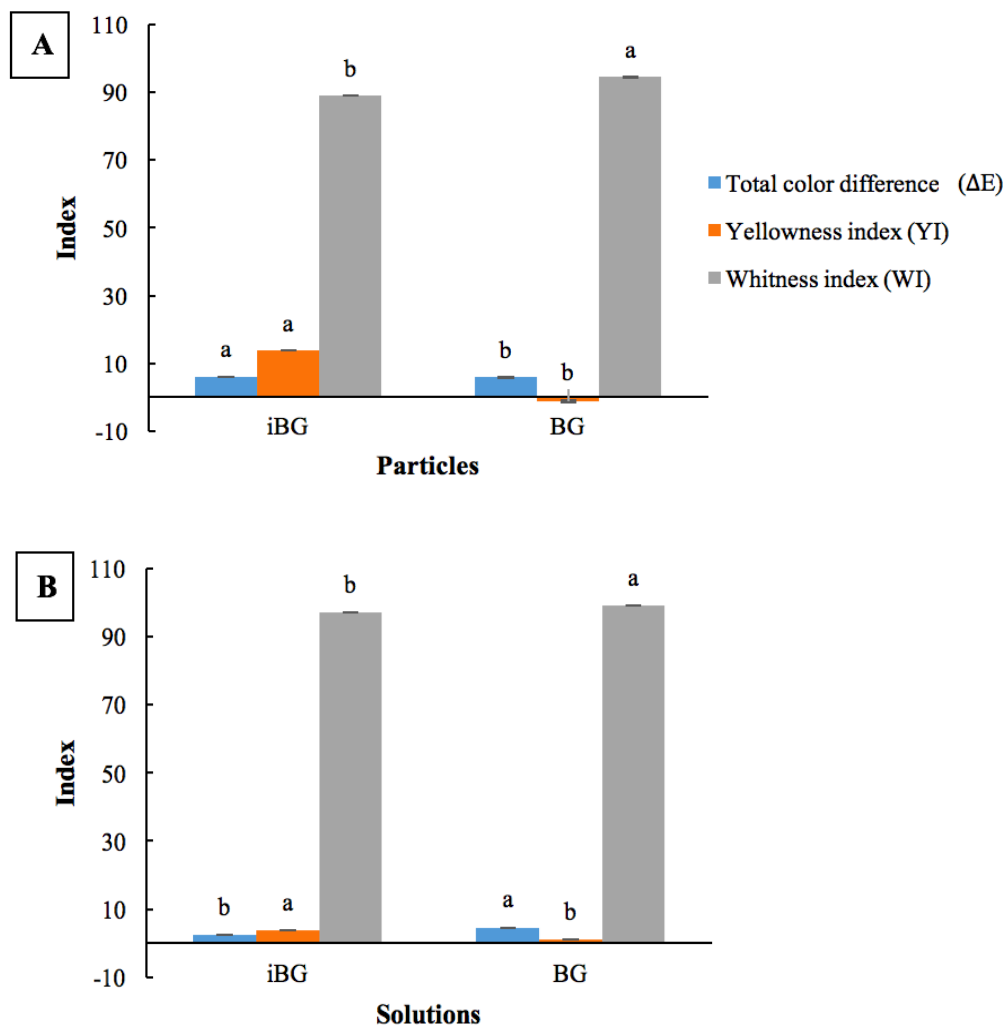 A
110
90
70
50
30
10
-10
Index
b
a
a
a
b
b
iBG
BG
Particles
Total color difference (ΔE)
Yellowness index (YI)
Whitness index (WI)
B
110
90
70
50
30
10
-10
Index
b
a
b
a
a
b
iBG
BG
Solutions